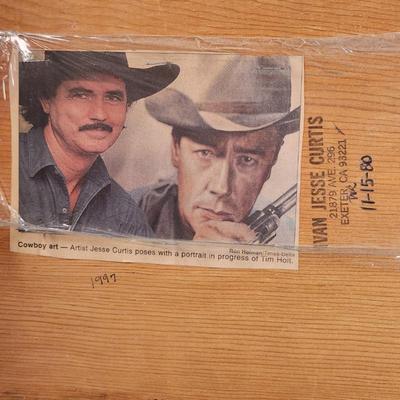 Ron Holman/Times-Delta
Cowboy art — Artist Jesse Curtis poses with a portrait in progress of Tim Holt.
1997
IVAN JESSE CURTIS
21879 AVE. 296
EXETER, CA 93221
11-15-80